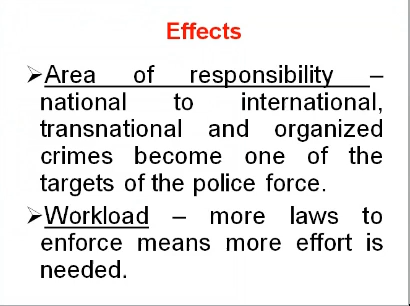 Effects
➢Area of responsibility –
national to international,
transnational and organized
crimes become one of the
targets of the police force.
➢Workload – more laws to
enforce means more effort is
needed.